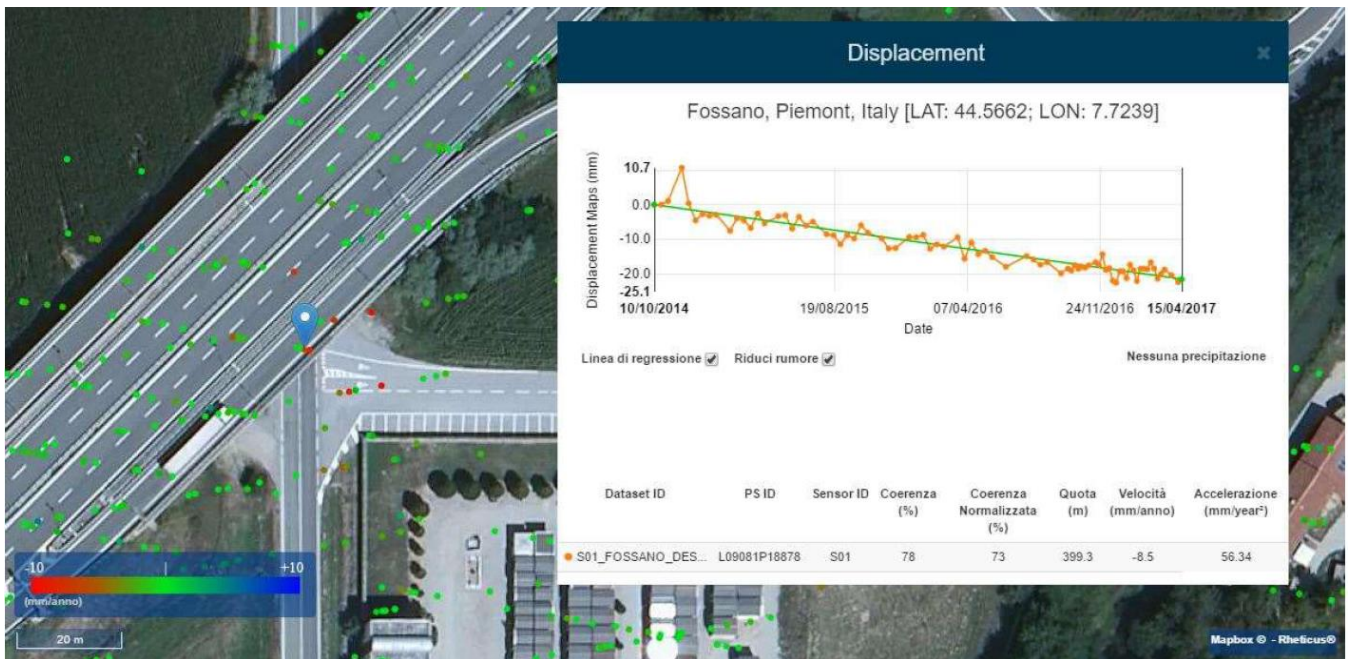 Displacement ×
Fossano, Piemont, Italy [LAT: 44.5662; LON: 7.7239]
Displacement Maps (mm)
10.7
0.0
-10.0
-20.0
-25.1
10/10/2014 19/08/2015 07/04/2016 24/11/2016 15/04/2017
Date
Linea di regressione Riduci rumore Nessuna precipitazione
Dataset ID PS ID Sensor ID Coerenza (%) Coerenza Normalizzata (%) Quota (m) Velocità (mm/anno) Accelerazione (mm/year²)
S01_FOSSANO_DES... L09081P18878 S01 78 73 399.3 -8.5 56.34
-10 +10
(mm/anno)
20 m
Mapbox © - Rheticus®